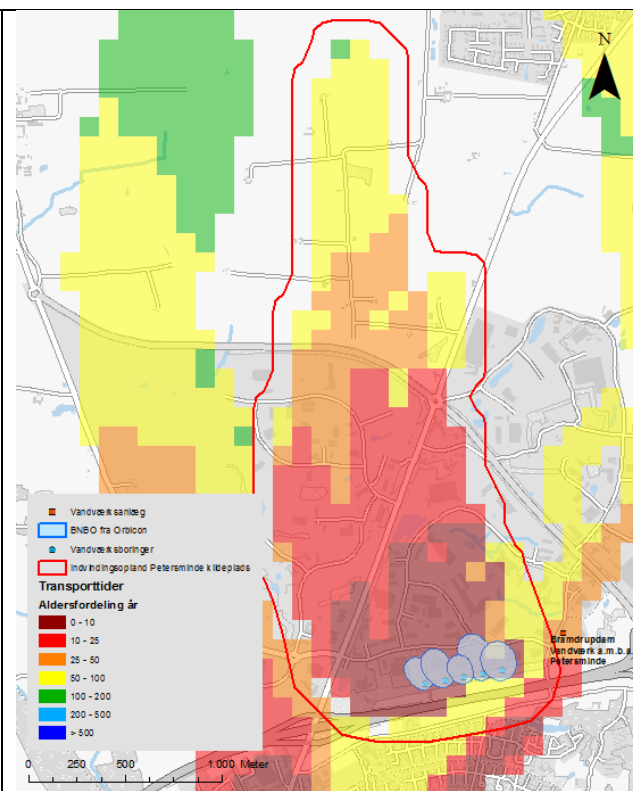 N
Vandværksanlæg
BNBO fra Orbicon
Vandværksboringer
Indvindingsopland Petersminde kildeplads
Transporttider
Aldersfordeling år
0 - 10
10 - 25
25 - 50
50 - 100
100 - 200
200 - 500
> 500
0 250 500 1.000 Meter
Bramdrupdam
Vandværk a.m.b.a.
Petersminde